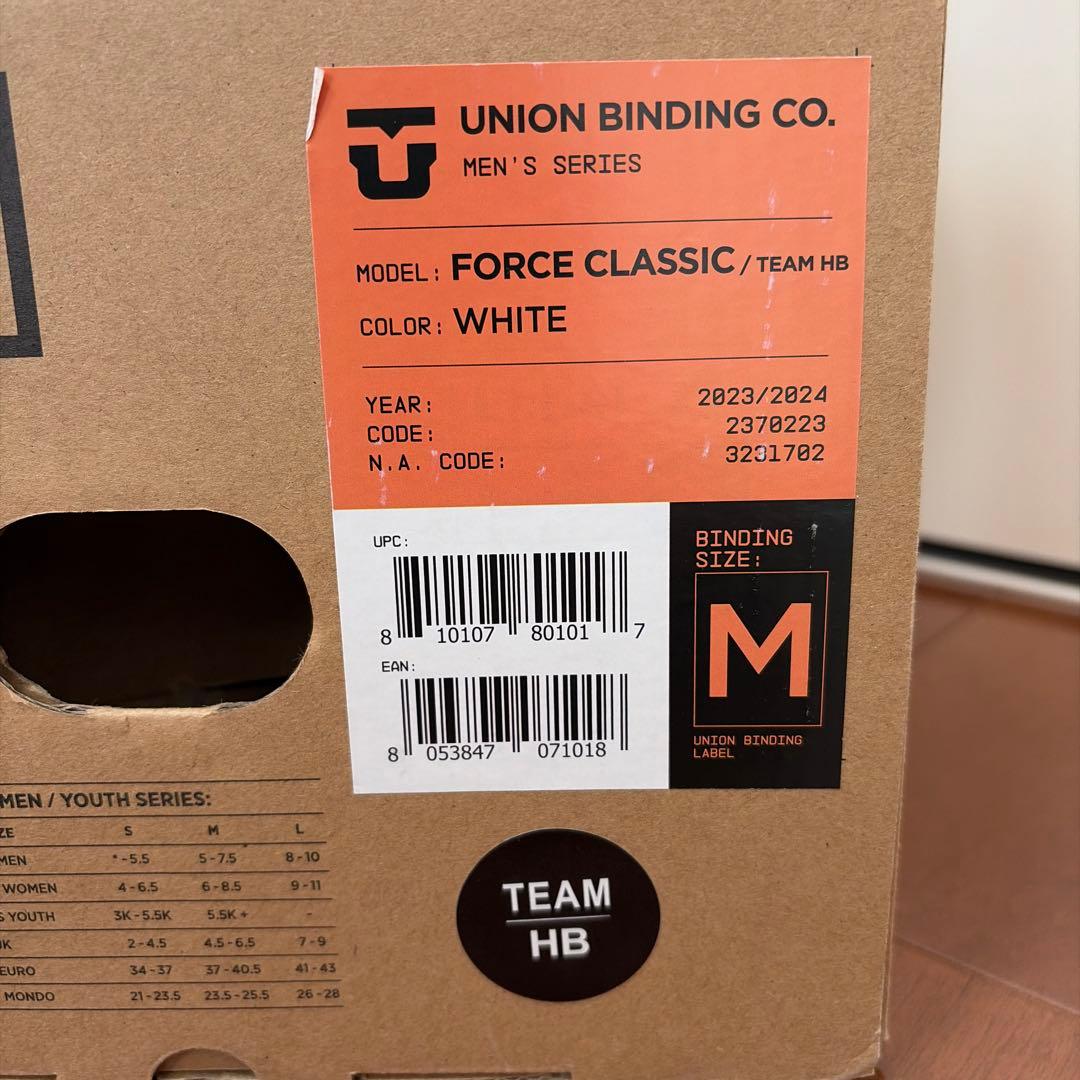 UNION BINDING CO.
MEN'S SERIES
MODEL: FORCE CLASSIC / TEAM HB
COLOR: WHITE
YEAR: 2023/2024
CODE: 2370223
N.A. CODE: 3231702
UPC:
8 10107 80101 7
EAN:
8 053847 071018
BINDING
SIZE:
M
UNION BINDING
LABEL
MEN / YOUTH SERIES:
ZE S M L
MEN *-5.5 5-7.5 8-10
WOMEN 4-6.5 6-8.5 9-11
S YOUTH 3K-5.5K 5.5K+ -
UK 2-4.5 4.5-6.5 7-9
EURO 34-37 37-40.5 41-43
MONDO 21-23.5 23.5-25.5 26-28
TEAM
HB